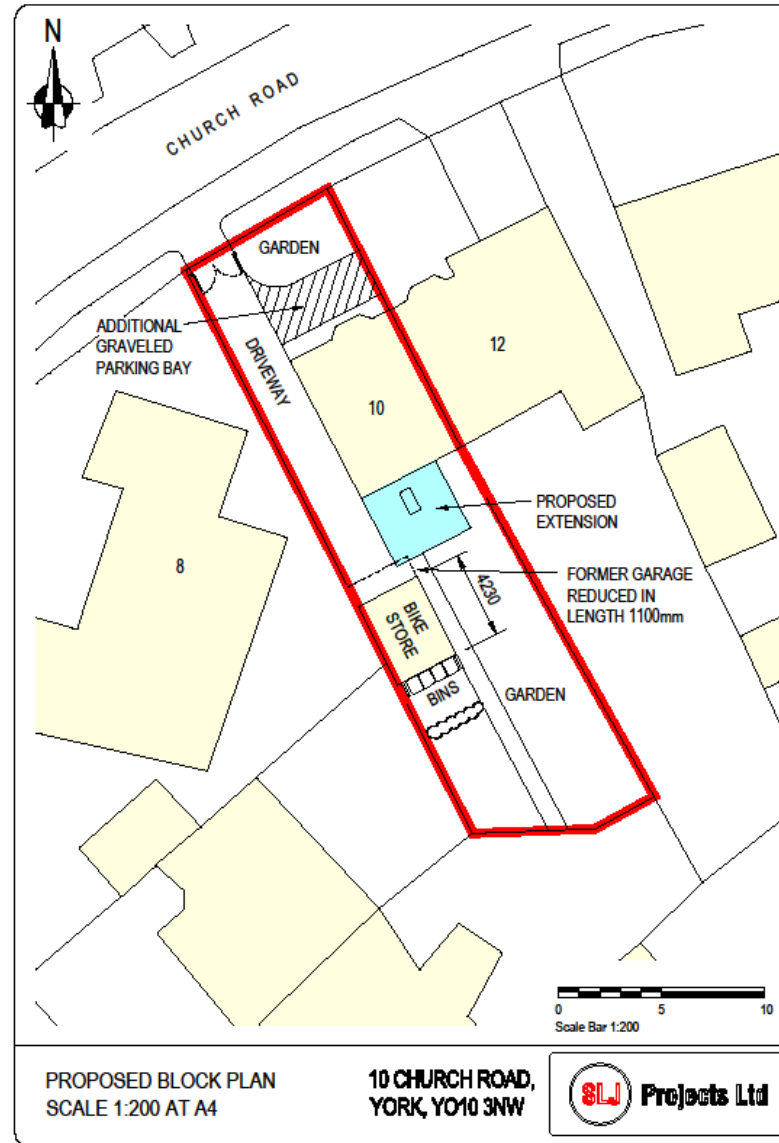 N
CHURCH ROAD
GARDEN
ADDITIONAL
GRAVELED
PARKING BAY
DRIVEWAY
12
10
PROPOSED
EXTENSION
8
FORMER GARAGE
REDUCED IN
LENGTH 1100mm
4230
BIKE
STORE
BINS
GARDEN
0 5 10
Scale Bar 1:200
PROPOSED BLOCK PLAN
SCALE 1:200 AT A4
10 CHURCH ROAD,
YORK, YO10 3NW
SLJ Projects Ltd